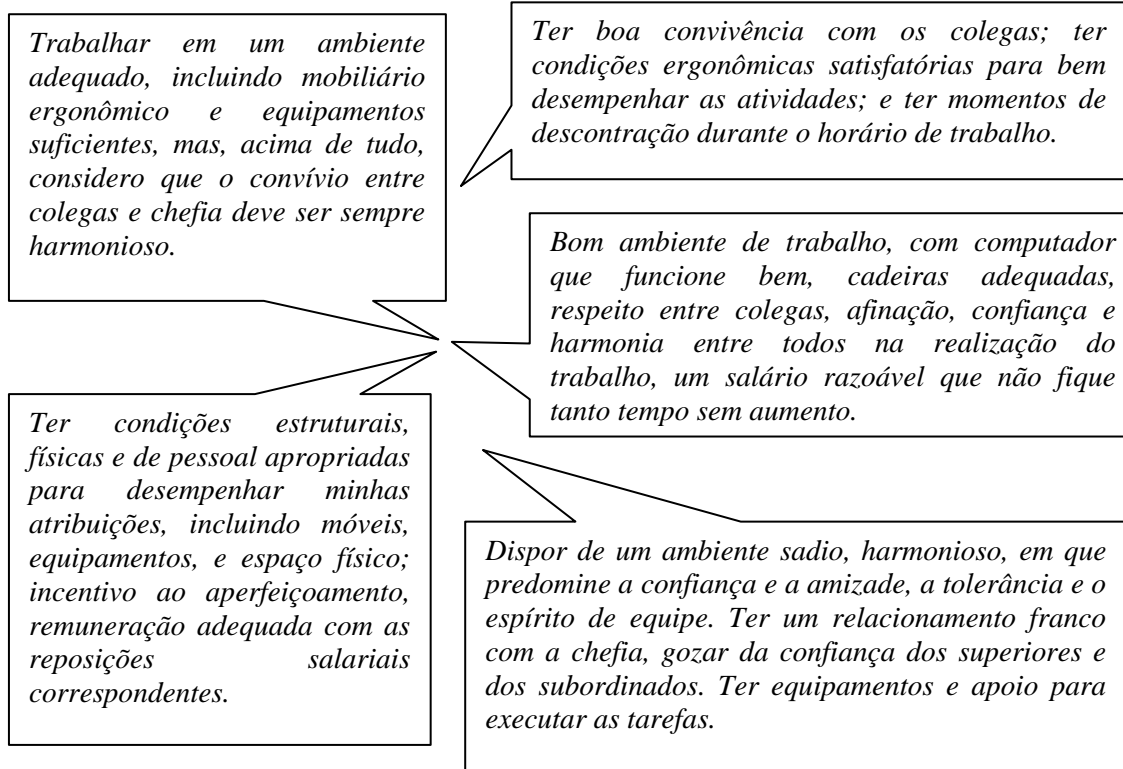 Trabalhar em um ambiente
adequado, incluindo mobiliário
ergonômico e equipamentos
suficientes, mas, acima de tudo,
considero que o convívio entre
colegas e chefia deve ser sempre
harmonioso.
Ter boa convivência com os colegas; ter
condições ergonômicas satisfatórias para bem
desempenhar as atividades; e ter momentos de
descontração durante o horário de trabalho.
Bom ambiente de trabalho, com computador
que funcione bem, cadeiras adequadas,
respeito entre colegas, afinação, confiança e
harmonia entre todos na realização do
trabalho, um salário razoável que não fique
tanto tempo sem aumento.
Ter condições estruturais,
físicas e de pessoal apropriadas
para desempenhar minhas
atribuições, incluindo móveis,
equipamentos, e espaço físico;
incentivo ao aperfeiçoamento,
remuneração adequada com as
reposições salariais
correspondentes.
Dispor de um ambiente sadio, harmonioso, em que
predomine a confiança e a amizade, a tolerância e o
espírito de equipe. Ter um relacionamento franco
com a chefia, gozar da confiança dos superiores e
dos subordinados. Ter equipamentos e apoio para
executar as tarefas.